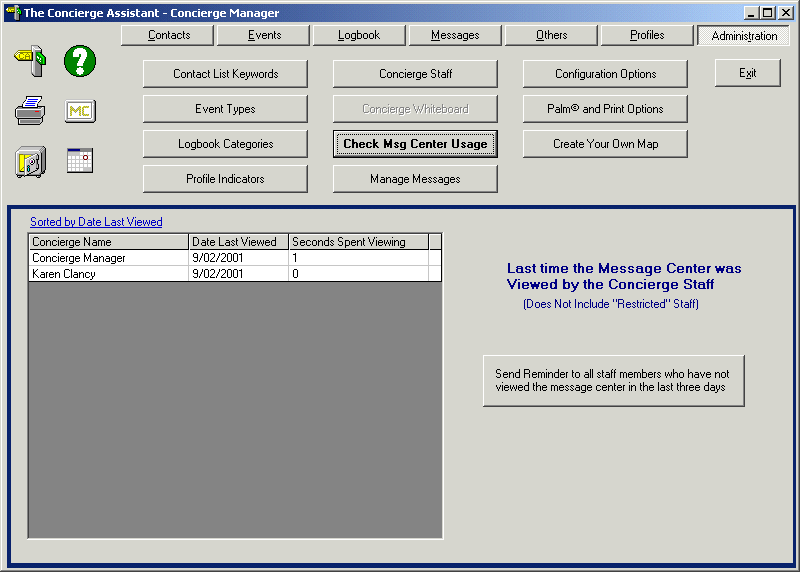 The Concierge Assistant - Concierge Manager
Contacts Events Logbook Messages Others Profiles Administration
Contact List Keywords Concierge Staff Configuration Options Exit
Event Types Concierge Whiteboard Palm© and Print Options
MC
Logbook Categories Check Msg Center Usage Create Your Own Map
Profile Indicators Manage Messages
Sorted by Date Last Viewed
Concierge Name Date Last Viewed Seconds Spent Viewing
Concierge Manager 9/02/2001 1
Karen Clancy 9/02/2001 0
Last time the Message Center was
Viewed by the Concierge Staff
(Does Not Include "Restricted" Staff)
Send Reminder to all staff members who have not
viewed the message center in the last three days